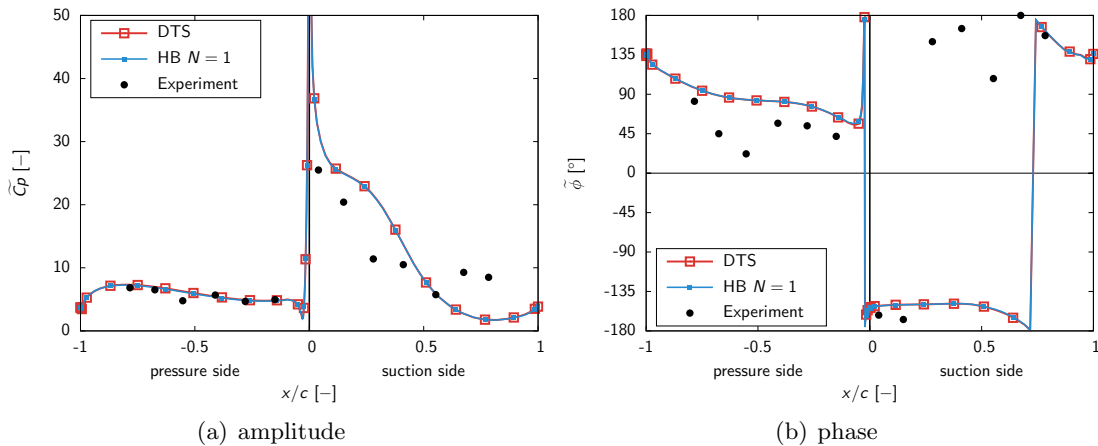 50
40
30
20
10
0
C̃p [−]
DTS
HB N = 1
Experiment
-1 -0.5 0 0.5 1
pressure side suction side
x/c [−]
(a) amplitude
180
135
90
45
0
-45
-90
-135
-180
ϕ̃ [°]
DTS
HB N = 1
Experiment
-1 -0.5 0 0.5 1
pressure side suction side
x/c [−]
(b) phase